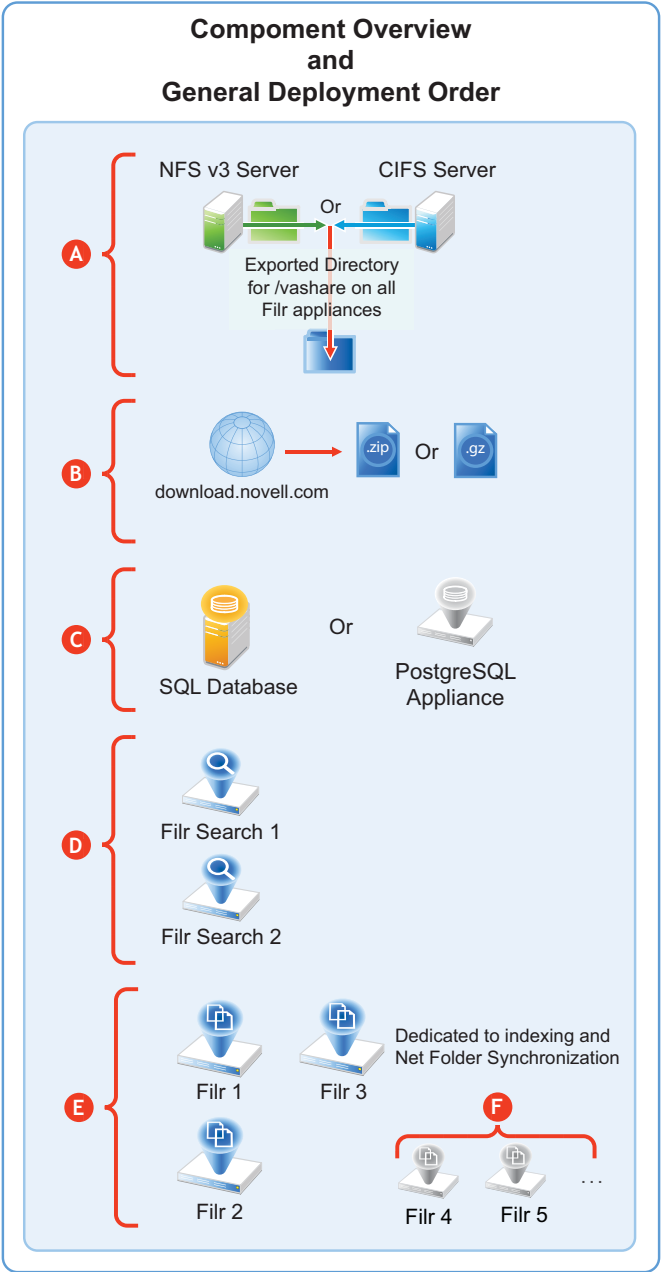 Compoment Overview
and
General Deployment Order
A
NFS v3 Server
CIFS Server
Or
Exported Directory
for /vashare on all
Filr appliances
B
.zip
Or
.gz
download.novell.com
C
Or
SQL Database
PostgreSQL
Appliance
D
Filr Search 1
Filr Search 2
E
Filr 1
Filr 3
Dedicated to indexing and
Net Folder Synchronization
F
Filr 2
Filr 4
Filr 5
...